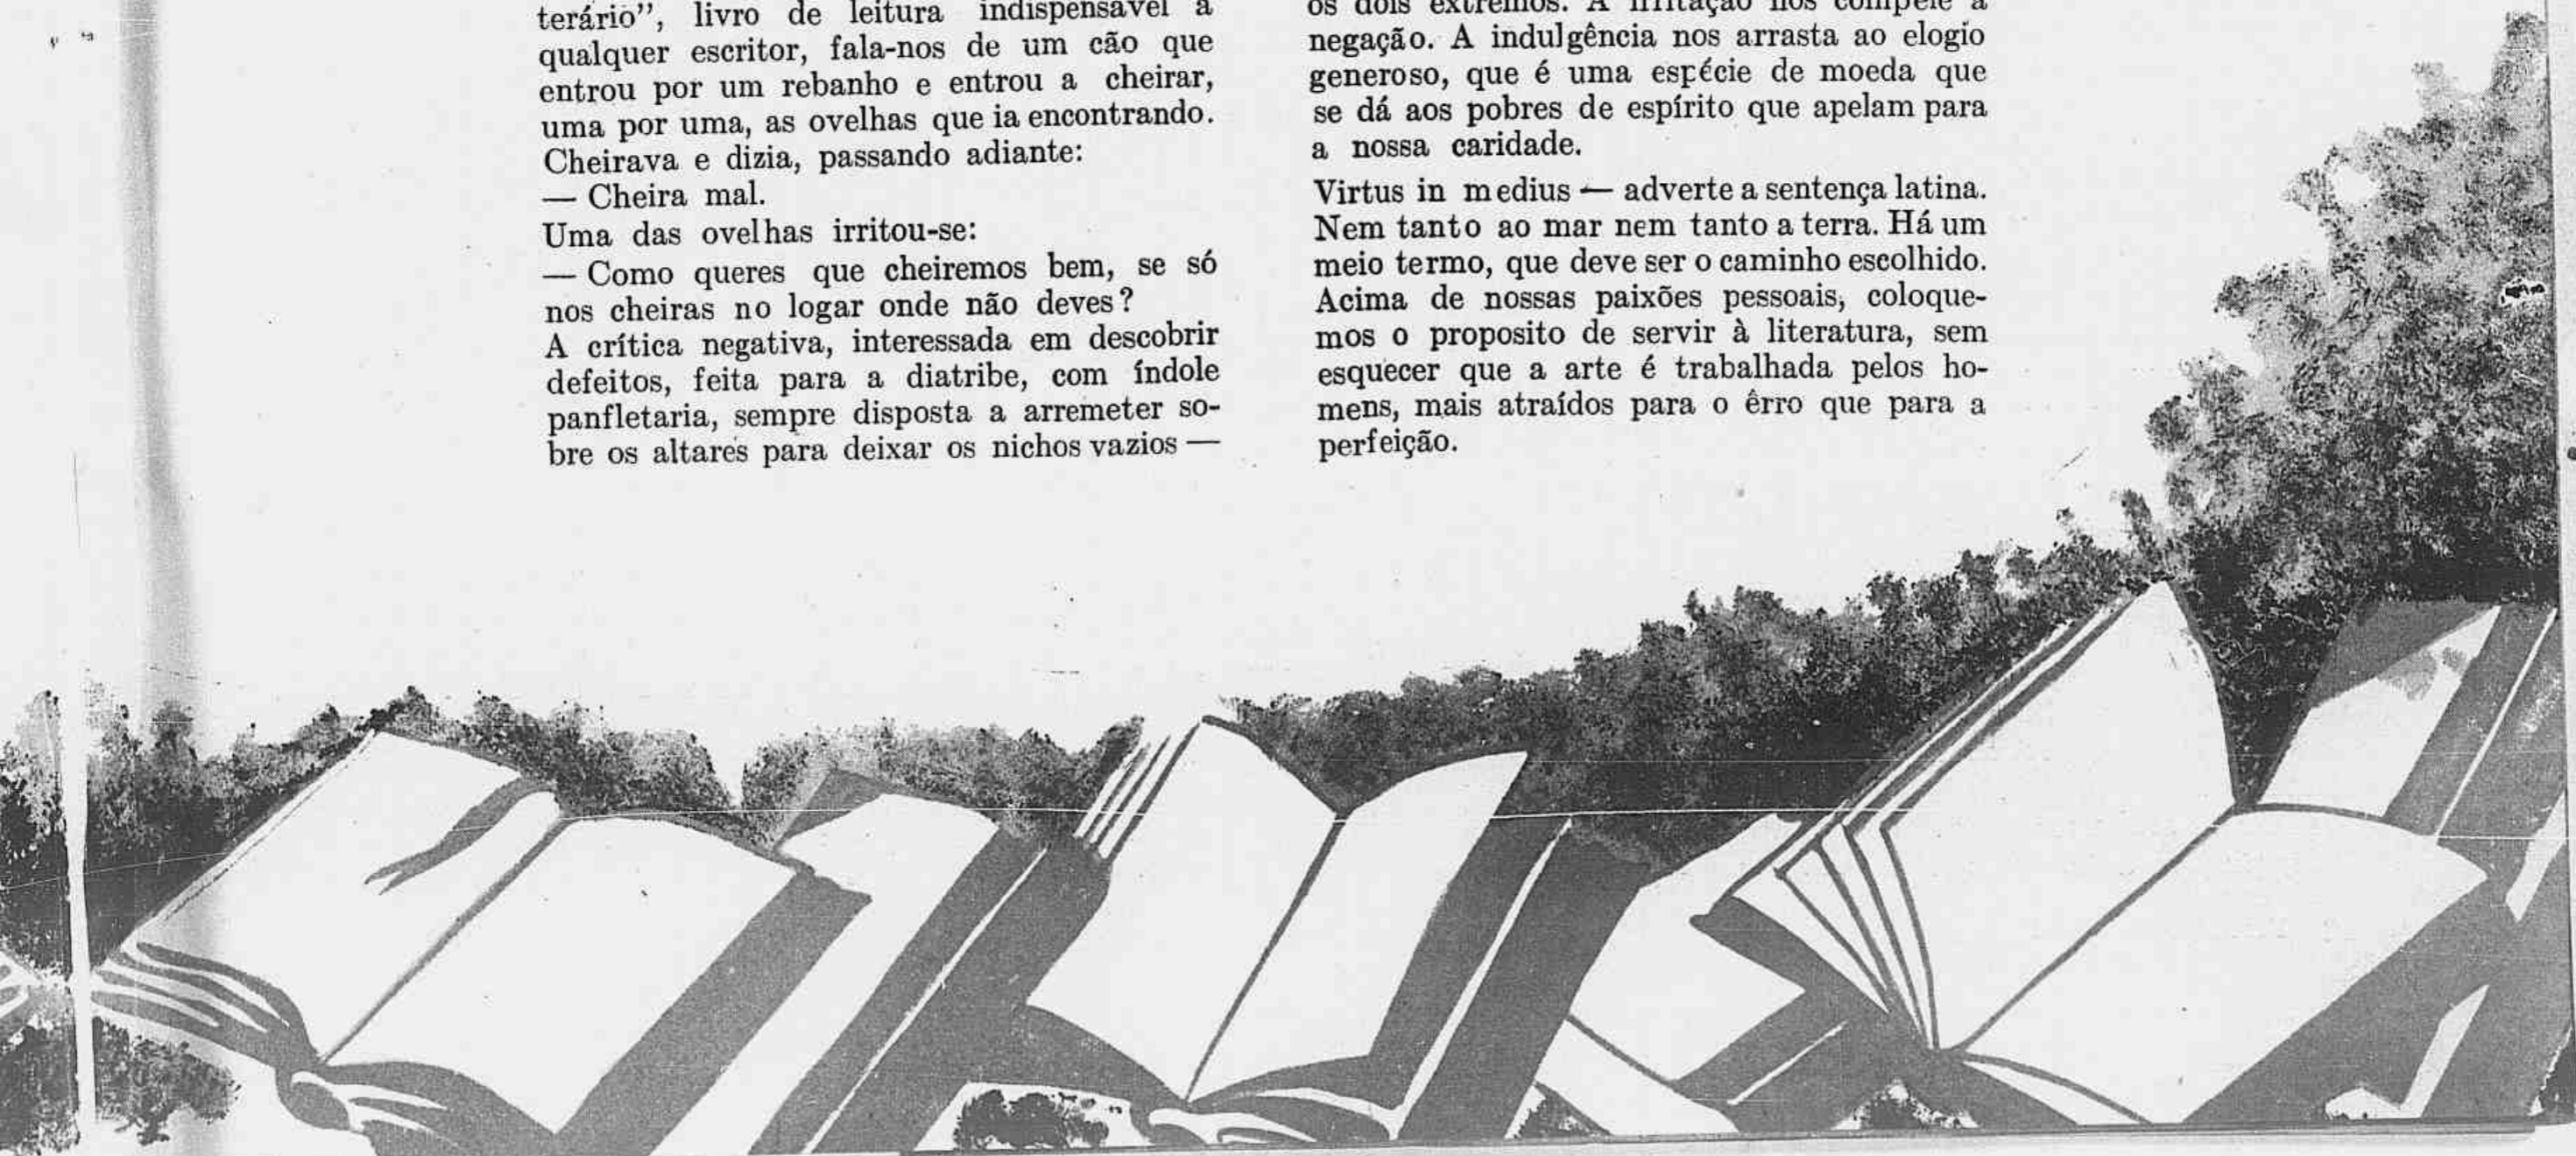 terário”, livro de leitura indispensável a
qualquer escritor, fala-nos de um cão que
entrou por um rebanho e entrou a cheirar,
uma por uma, as ovelhas que ia encontrando.
Cheirava e dizia, passando adiante:
— Cheira mal.
Uma das ovelhas irritou-se:
— Como queres que cheiremos bem, se só
nos cheiras no logar onde não deves?
A crítica negativa, interessada em descobrir
defeitos, feita para a diatribe, com índole
panfletaria, sempre disposta a arremeter so-
bre os altares para deixar os nichos vazios —
os dois extremos. A irritação nos compele à
negação. A indulgência nos arrasta ao elogio
generoso, que é uma espécie de moeda que
se dá aos pobres de espírito que apelam para
a nossa caridade.
Virtus in medius — adverte a sentença latina.
Nem tanto ao mar nem tanto a terra. Há um
meio termo, que deve ser o caminho escolhido.
Acima de nossas paixões pessoais, coloque-
mos o proposito de servir à literatura, sem
esquecer que a arte é trabalhada pelos ho-
mens, mais atraídos para o êrro que para a
perfeição.